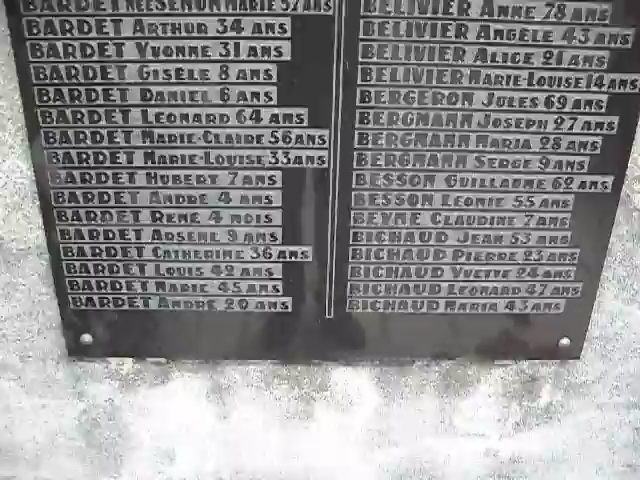 BARDET NÉE SENON MARIE 57 ANS
BARDET ARTHUR 34 ANS
BARDET YVONNE 31 ANS
BARDET GISÈLE 8 ANS
BARDET DANIEL 6 ANS
BARDET LEONARD 64 ANS
BARDET MARIE-CLAIRE 56 ANS
BARDET MARIE-LOUISE 33 ANS
BARDET HUBERT 7 ANS
BARDET ANDRÉ 4 ANS
BARDET RENÉ 4 MOIS
BARDET ARSENE 9 ANS
BARDET CATHERINE 36 ANS
BARDET LOUIS 42 ANS
BARDET MARIE 45 ANS
BARDET ANDRÉ 20 ANS
BELIVIER ANNE 78 ANS
BELIVIER ANGÈLE 43 ANS
BELIVIER ALICE 21 ANS
BELIVIER MARIE-LOUISE 14 ANS
BERGERON JULES 69 ANS
BERGMANN JOSEPH 27 ANS
BERGMANN MARIA 28 ANS
BERGMANN SERGE 9 ANS
BESSON GUILLAUME 62 ANS
BESSON LEONIE 55 ANS
BEYNE CLAUDINE 7 ANS
BICHAUD JEAN 53 ANS
BICHAUD PIERRE 23 ANS
BICHAUD YVETTE 24 ANS
BICHAUD LEONARD 47 ANS
BICHAUD MARIA 43 ANS